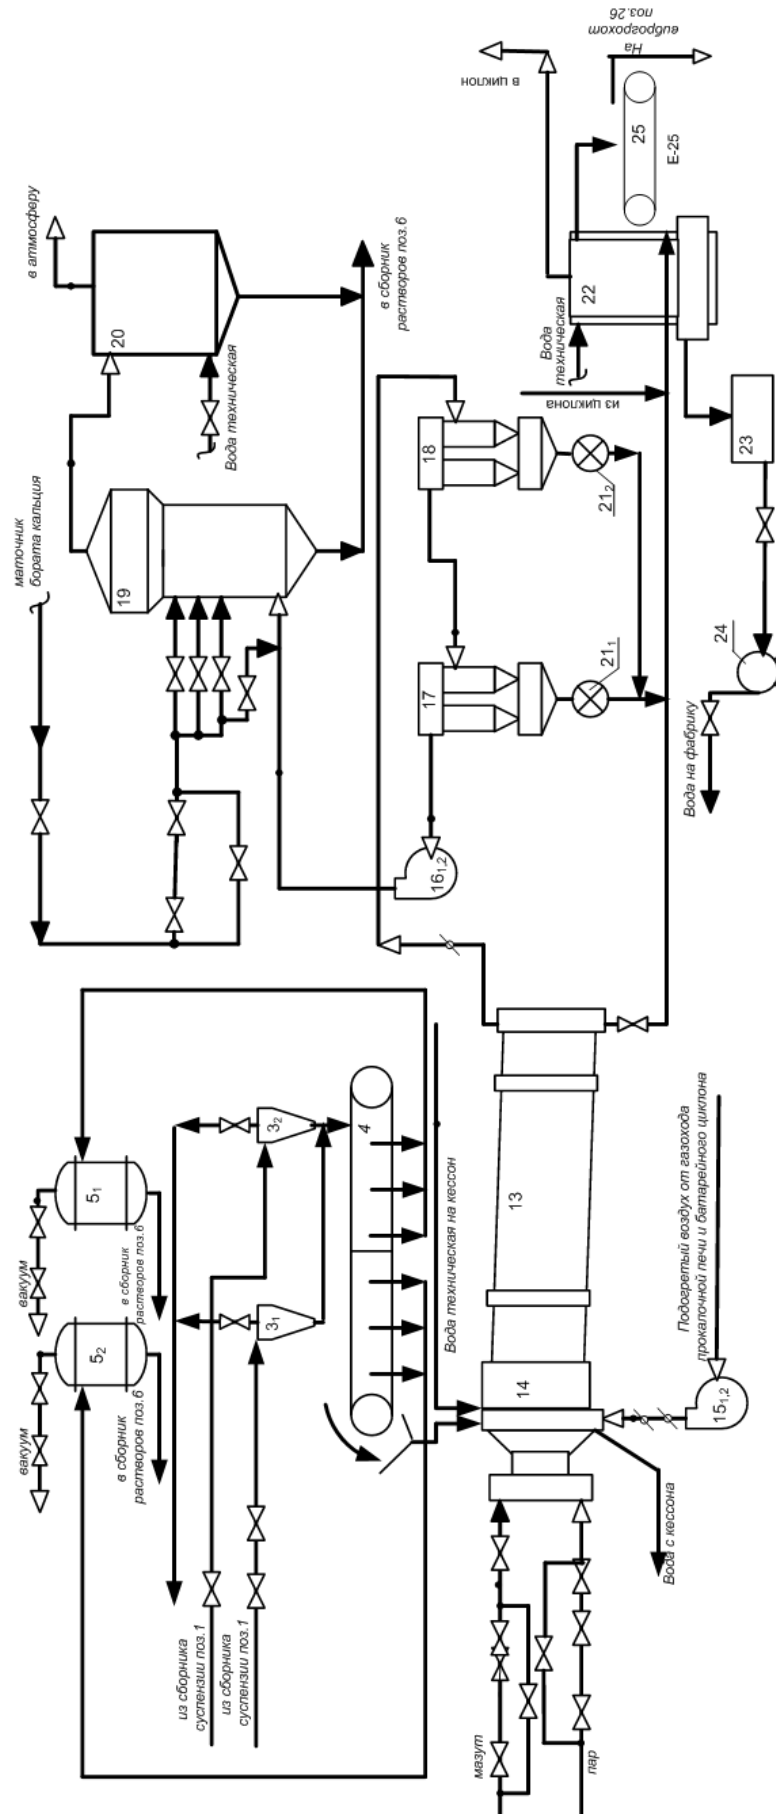 вакуум
вакуум
5₂
5₁
в сборник
растворов поз.6
в сборник
растворов поз.6
из сборника
суспензии поз.1
из сборника
суспензии поз.1
3₁
3₂
4
Вода техническая на кессон
мазут
пар
14
13
Вода с кессона
15₁,₂
Подогретый воздух от газохода
прокалочной печи и батарейного циклона
маточник
бората кальция
19
в атмосферу
20
Вода техническая
в сборник
растворов поз.6
16₁,₂
17
18
21₁
21₂
из циклона
Вода
техническая
22
в циклон
25
Е-25
На
виброгрохот
поз.26
23
24
Вода на фабрику